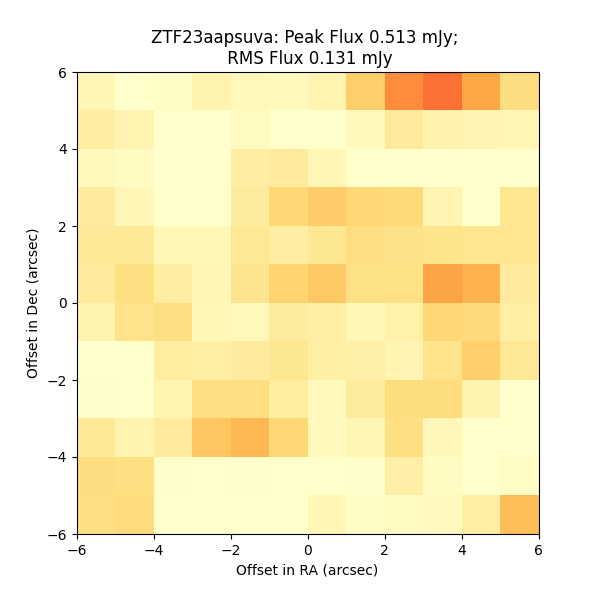 ZTF23aapsuva: Peak Flux 0.513 mJy;
RMS Flux 0.131 mJy
6
4
2
0
−2
−4
−6
Offset in Dec (arcsec)
−6 −4 −2 0 2 4 6
Offset in RA (arcsec)